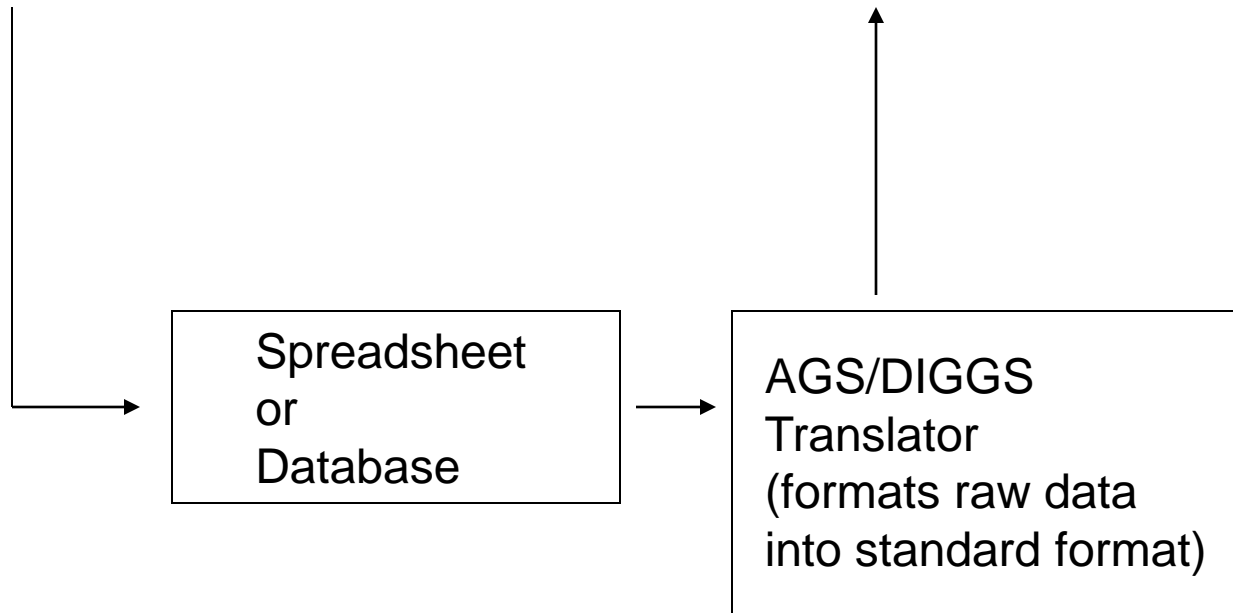 Spreadsheet
or
Database
AGS/DIGGS
Translator
(formats raw data
into standard format)